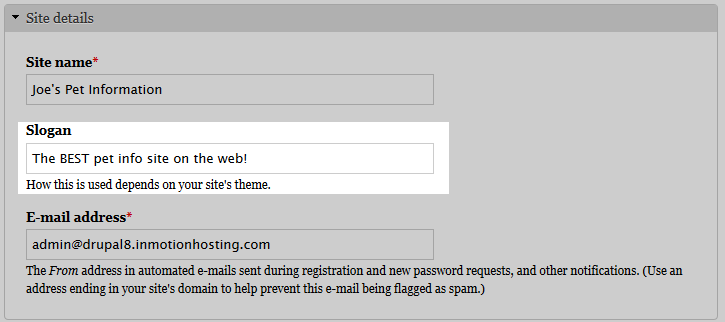 Site details
Site name*
Joe's Pet Information
Slogan
The BEST pet info site on the web!
How this is used depends on your site's theme.
E-mail address*
admin@drupal8.inmotionhosting.com
The From address in automated e-mails sent during registration and new password requests, and other notifications. (Use an
address ending in your site's domain to help prevent this e-mail being flagged as spam.)